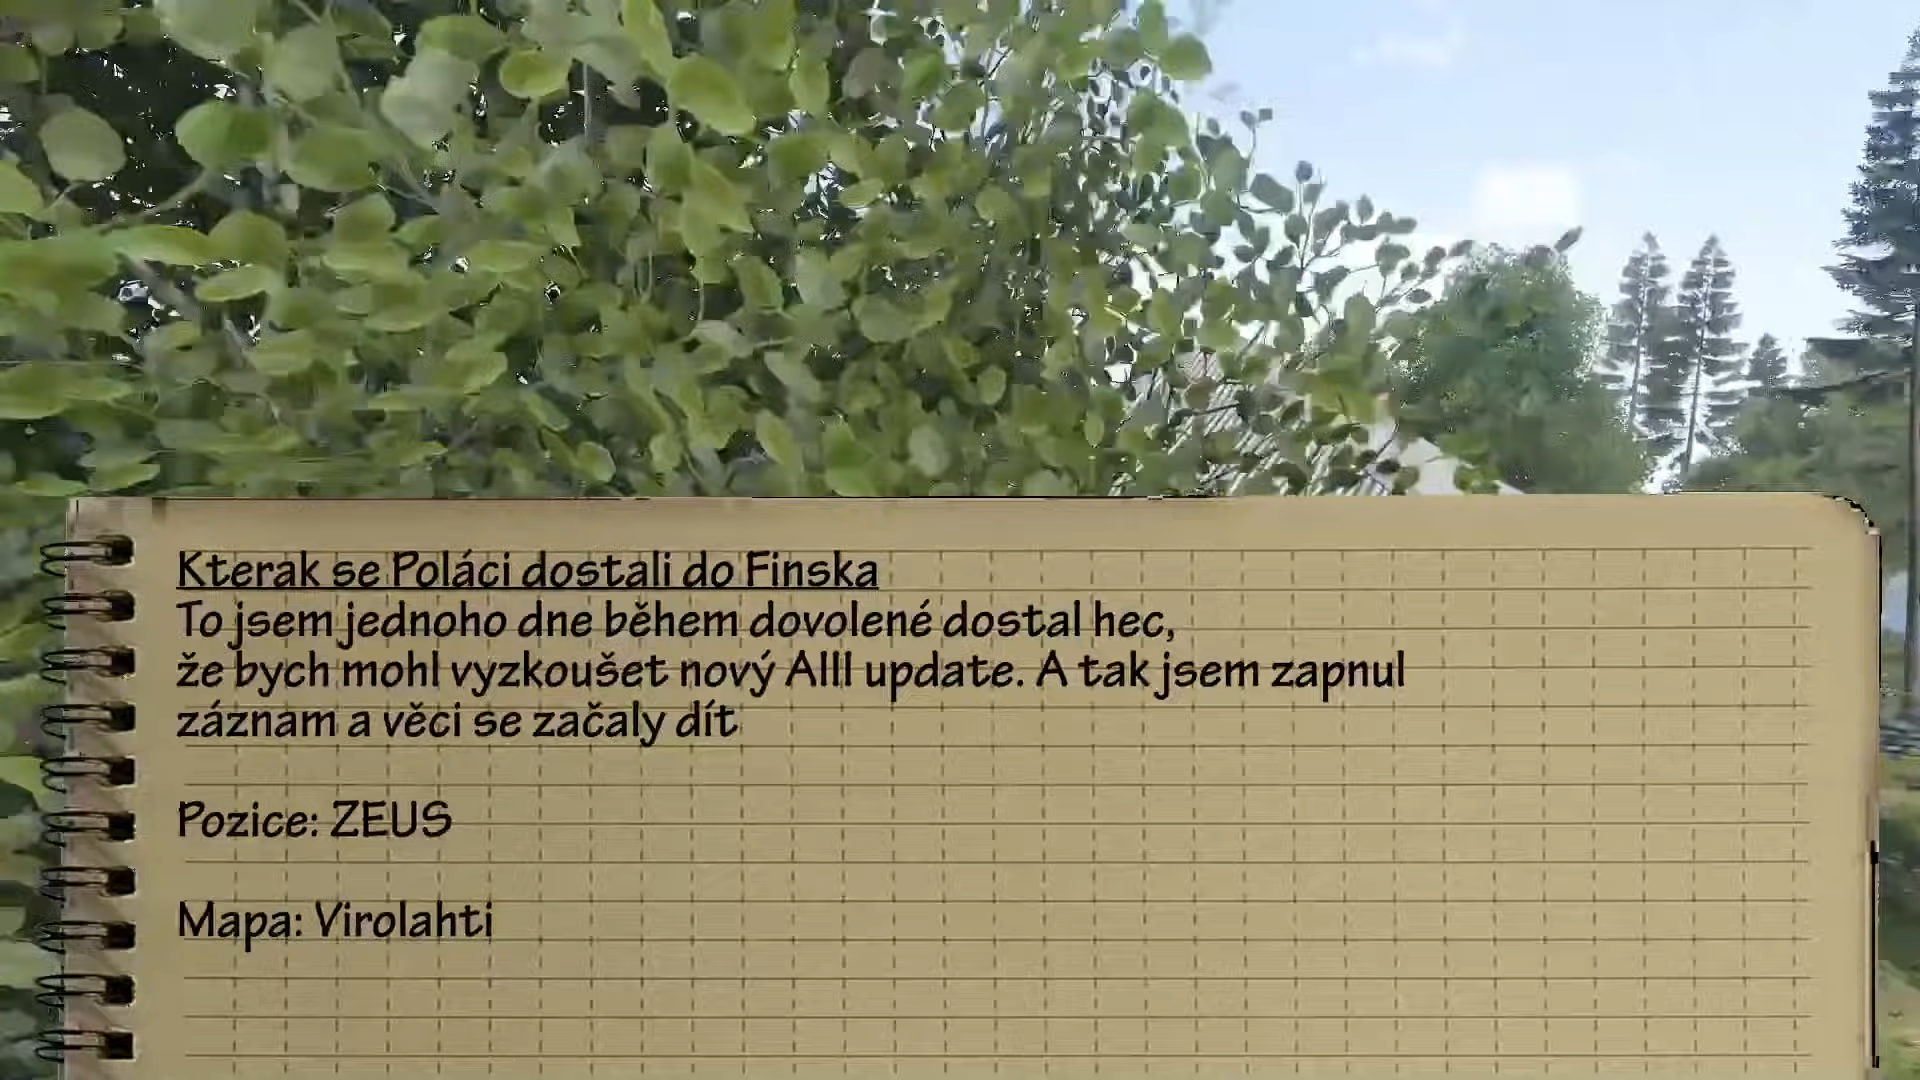 Kterak se Poláci dostali do Finska
To jsem jednoho dne během dovolené dostal hec,
že bych mohl vyzkoušet nový AIII update. A tak jsem zapnul
záznam a věci se začaly dít
Pozice: ZEUS
Mapa: Virolahti